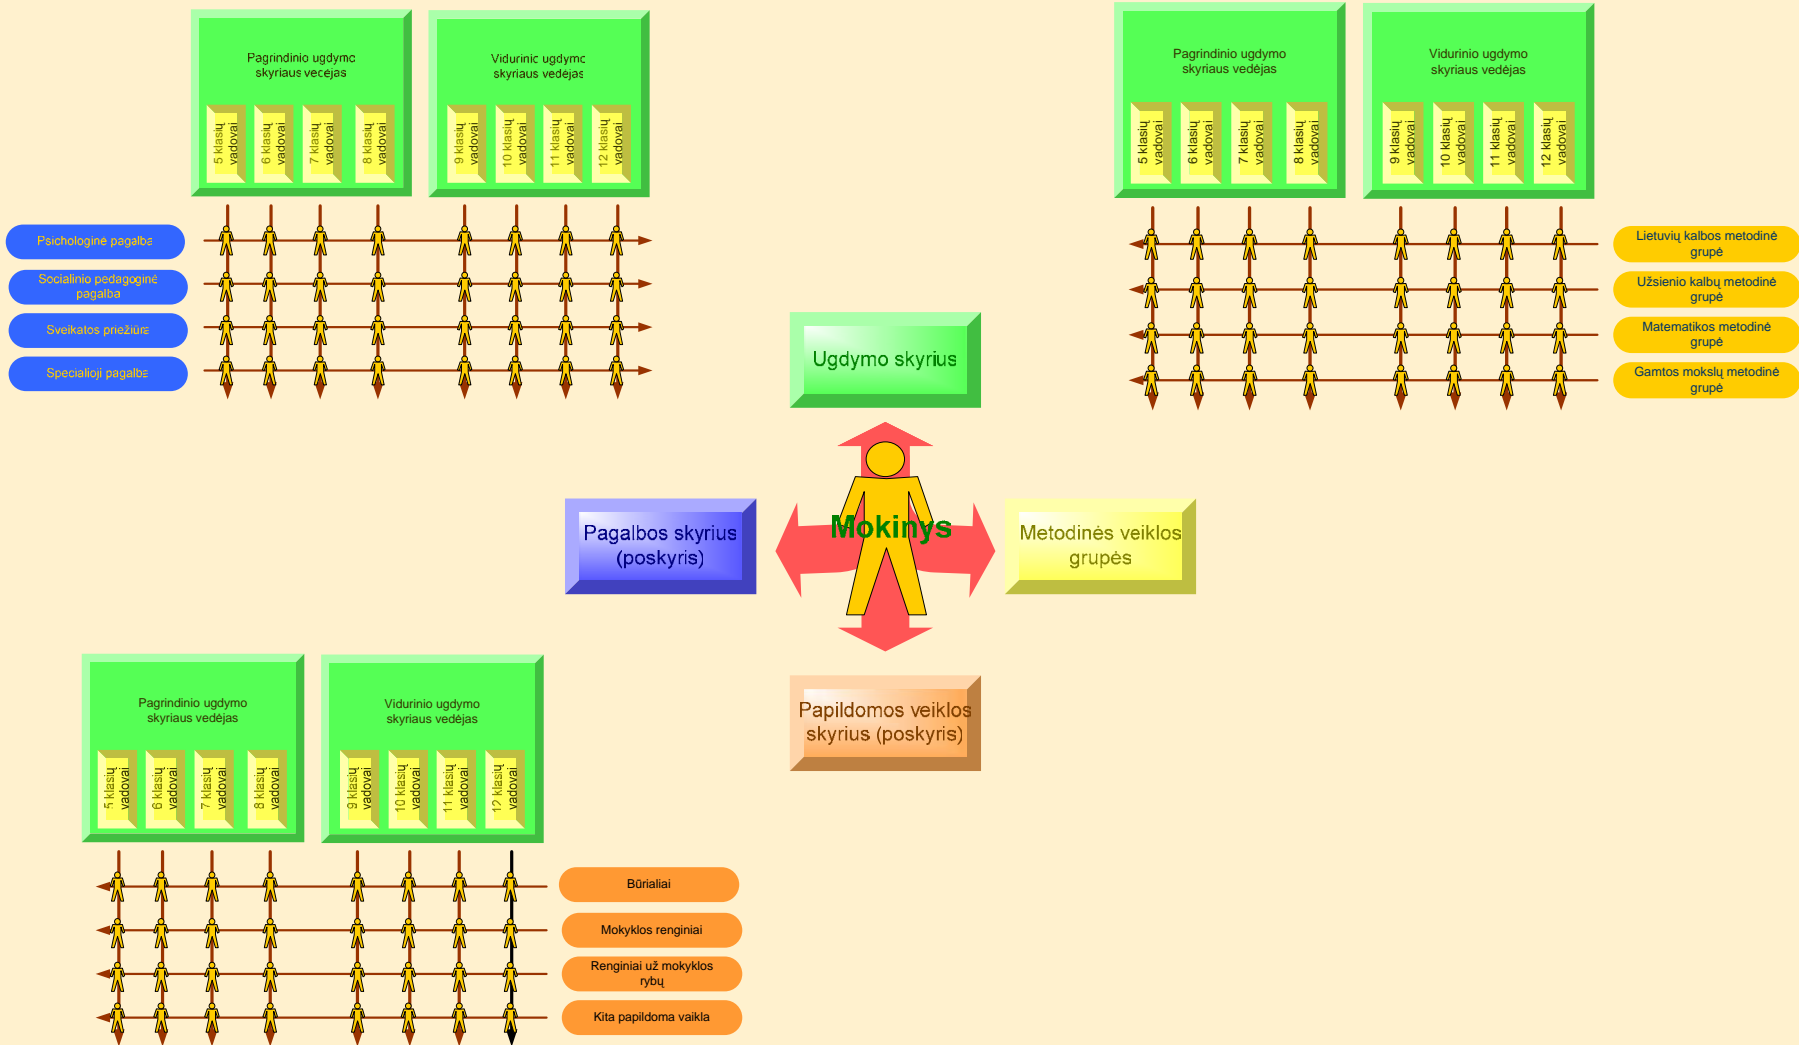 Pagrindinio ugdymo
skyriaus vecėjas
5 klasių
vadovai
6 klasių
vadovai
7 klasių
vadovai
8 klasių
vadovai
Vidurinic ugdymo
skyriaus vedėjas
9 klasių
vadovai
10 klasių
vadovai
11 klasių
vadovai
12 klasių
vadovai
Psichologinė pagalba
Socialinio pedagoginė
pagalba
Sveikatos priežiūra
Specialioji pagalba
Pagrindinio ugdymo
skyriaus vedėjas
5 klasių
vadovai
6 klasių
vadovai
7 klasių
vadovai
8 klasių
vadovai
Vidurinio ugdymo
skyriaus vedėjas
9 klasių
vadovai
10 klasių
vadovai
11 klasių
vadovai
12 klasių
vadovai
Lietuvių kalbos metodinė
grupė
Užsienio kalbų metodinė
grupė
Matematikos metodinė
grupė
Gamtos mokslų metodinė
grupė
Ugdymo skyrius
Pagalbos skyrius
(poskyris)
Mokinys
Metodinės veiklos
grupės
Papildomos veiklos
skyrius (poskyris)
Pagrindinio ugdymo
skyriaus vedėjas
5 klasių
vadovai
6 klasių
vadovai
7 klasių
vadovai
8 klasių
vadovai
Vidurinio ugdymo
skyriaus vedėjas
9 klasių
vadovai
10 klasių
vadovai
11 klasių
vadovai
12 klasių
vadovai
Būrialiai
Mokyklos renginiai
Renginiai už mokyklos
rybų
Kita papildoma vaikla